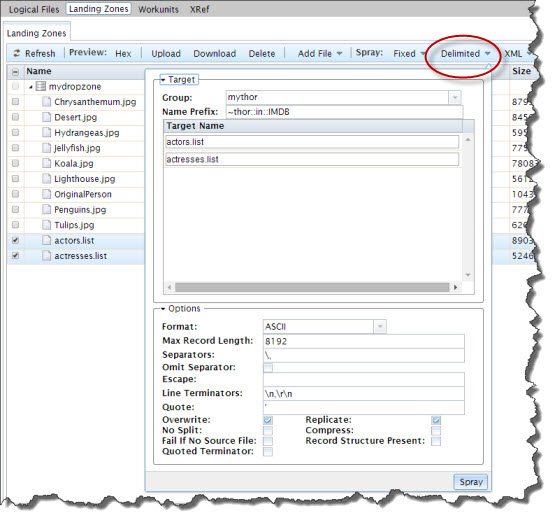 Logical Files Landing Zones Workunits XRef
Landing Zones
Refresh Preview: Hex Upload Download Delete Add File Spray: Fixed Delimited XML
Name Size
mydropzone
Chrysanthemum.jpg 8793
Desert.jpg
Hydrangeas.jpg 595
Jellyfish.jpg 775
Koala.jpg 78083
Lighthouse.jpg 5612
OriginalPerson 1043
Penguins.jpg 777
Tulips.jpg 620
actors.list 8903
actresses.list 5246
Target
Group: mythor
Name Prefix: ~thor::in::IMDB
Target Name
actors.list
actresses.list
Options
Format: ASCII
Max Record Length: 8192
Separators: \,
Omit Separator:
Escape:
Line Terminators: \n,\r\n
Quote: '
Overwrite: Replicate:
No Split: Compress:
Fail If No Source File: Record Structure Present:
Quoted Terminator:
Spray